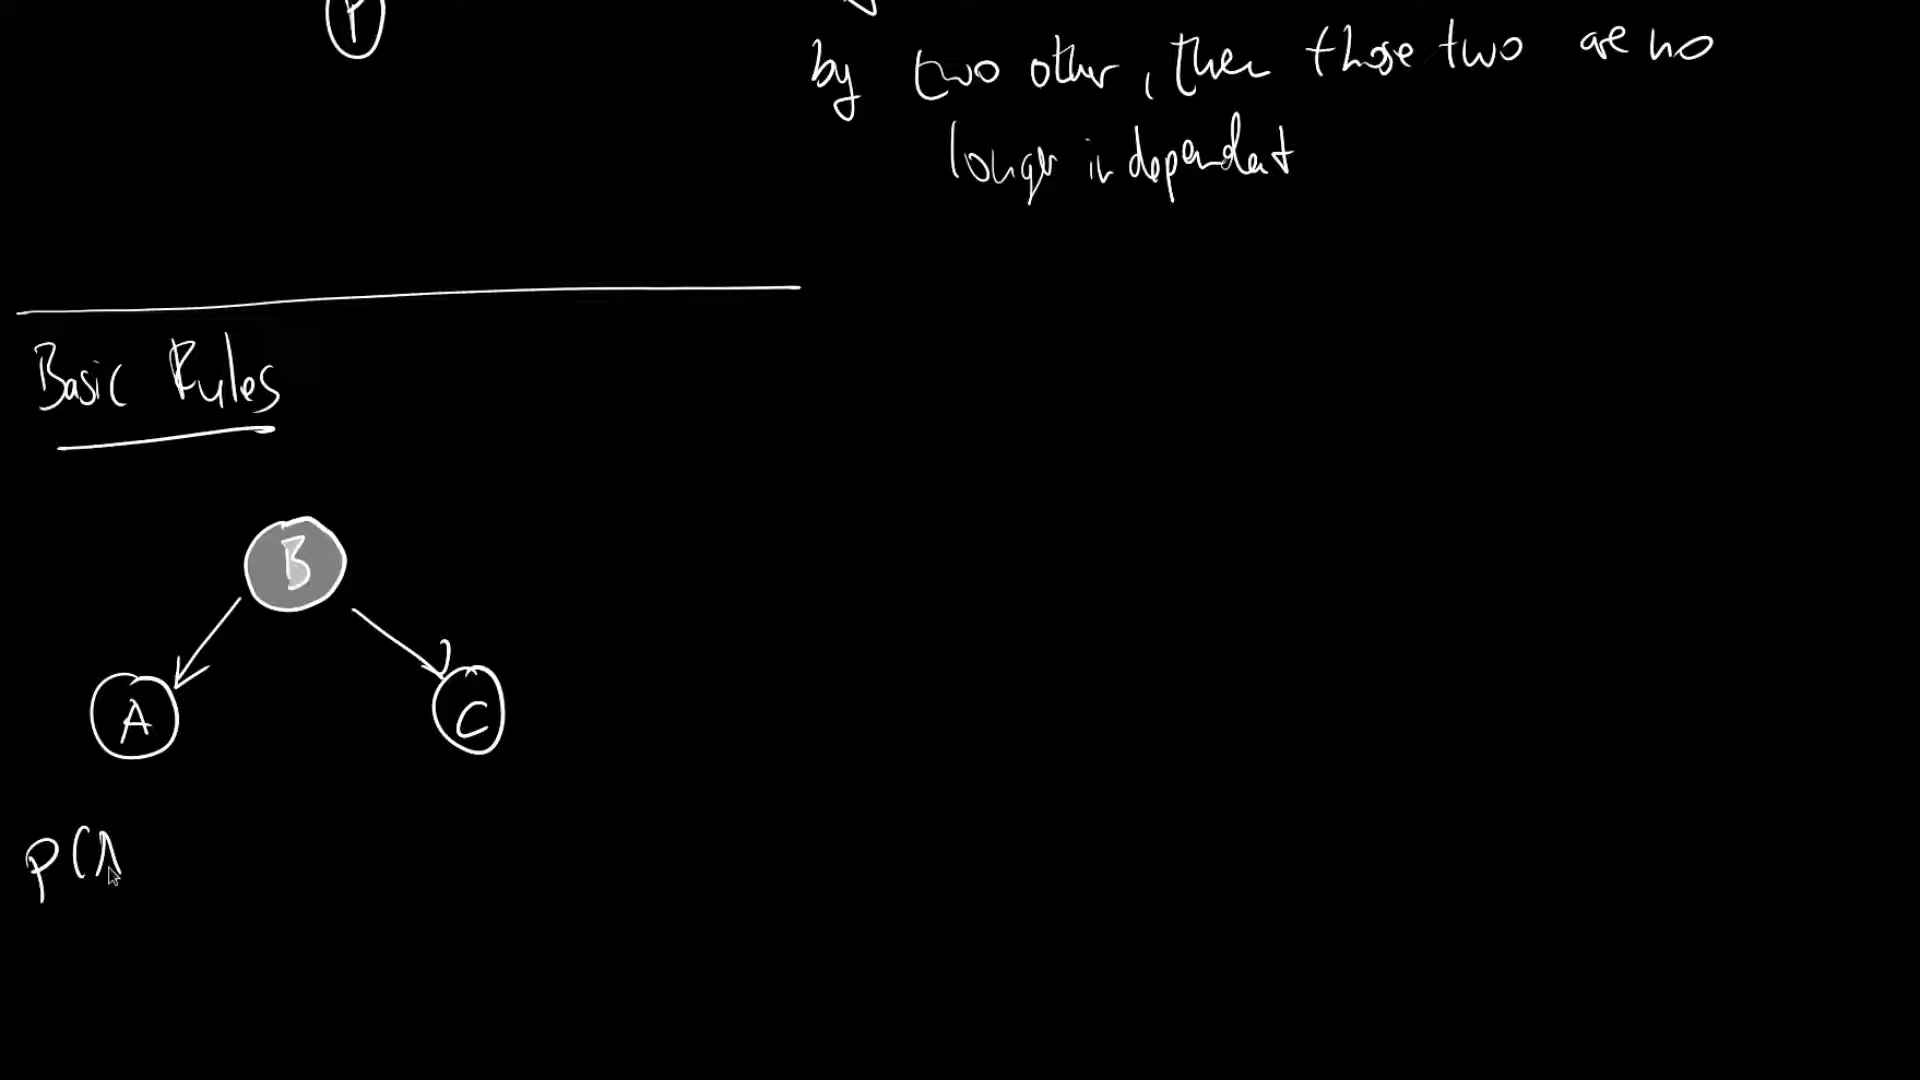 P
by two other, then those two are no
longer independent
Basic Rules
B
A
C
P(A